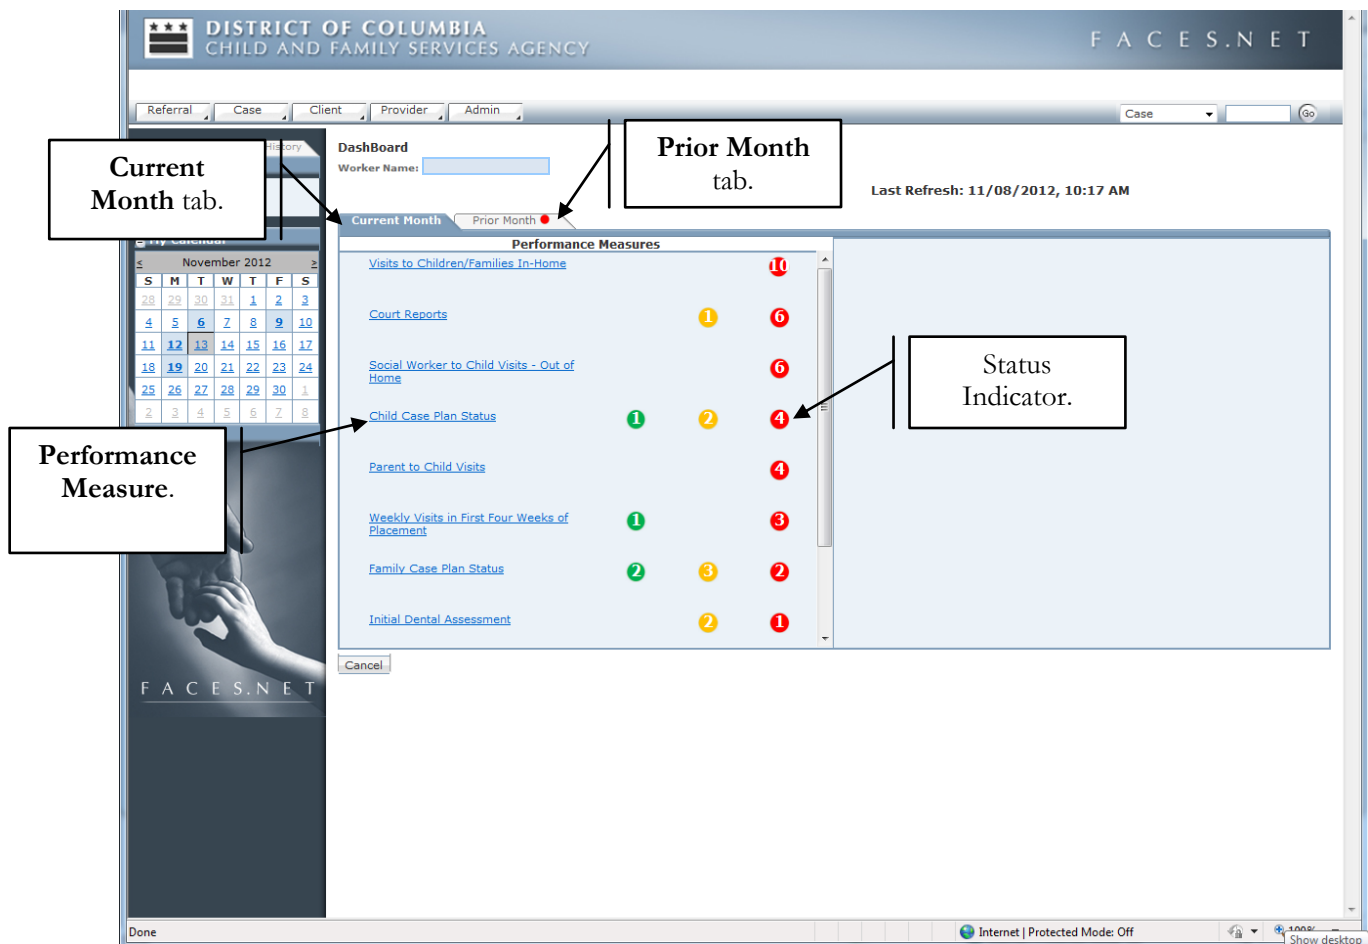 DISTRICT OF COLUMBIA
CHILD AND FAMILY SERVICES AGENCY
FACES.NET
Referral Case Client Provider Admin
Case Go
History
Current
Month tab.
DashBoard
Worker Name:
Prior Month
tab.
Last Refresh: 11/08/2012, 10:17 AM
Current Month Prior Month
My Calendar
< November 2012 >
S M T W T F S
28 29 30 31 1 2 3
4 5 6 7 8 9 10
11 12 13 14 15 16 17
18 19 20 21 22 23 24
25 26 27 28 29 30 1
2 3 4 5 6 7 8
Performance Measures
Visits to Children/Families In-Home 10
Court Reports 1 6
Social Worker to Child Visits - Out of
Home 6
Child Case Plan Status 1 2 4
Parent to Child Visits 4
Weekly Visits in First Four Weeks of
Placement 1 3
Family Case Plan Status 2 3 2
Initial Dental Assessment 2 1
Status
Indicator.
Performance
Measure.
Cancel
FACES.NET
Done
Internet | Protected Mode: Off
100%
Show desktop